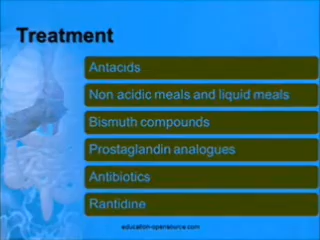 Treatment
Antacids
Non acidic meals and liquid meals
Bismuth compounds
Prostaglandin analogues
Antibiotics
Rantidine
education-opensource.com